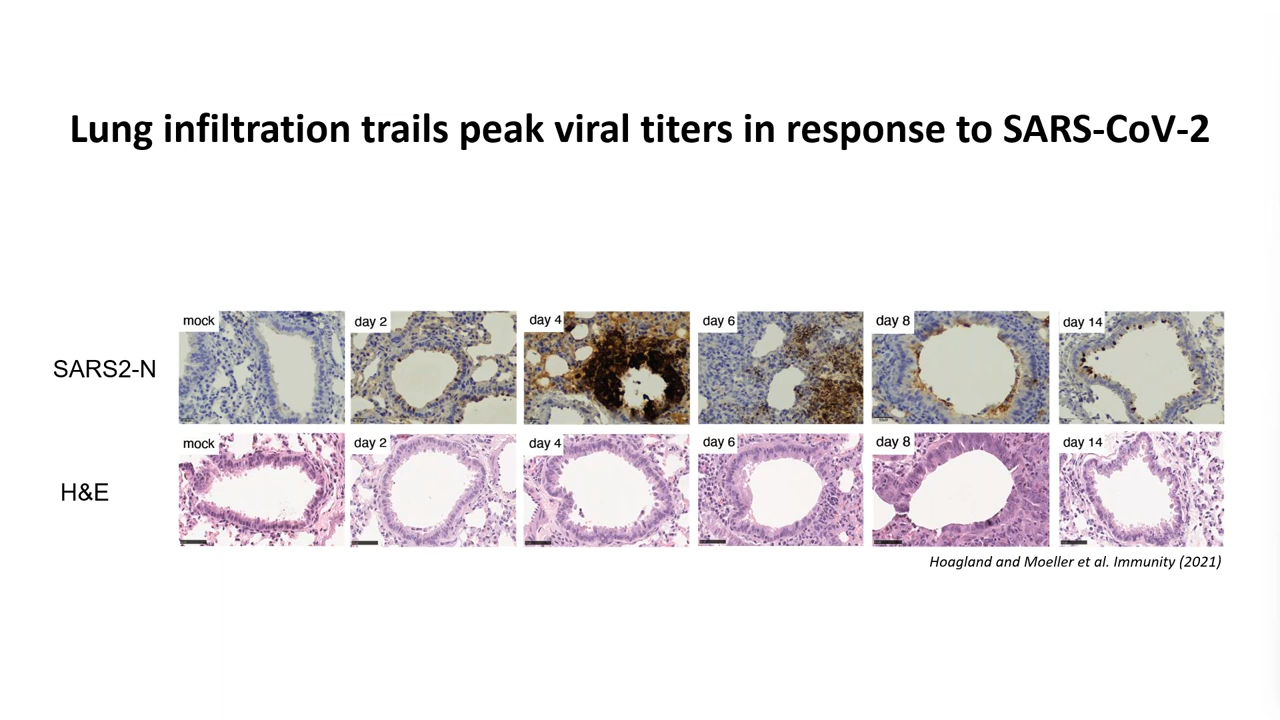 Lung infiltration trails peak viral titers in response to SARS-CoV-2
SARS2-N
mock
day 2
day 4
day 6
day 8
day 14
H&E
mock
day 2
day 4
day 6
day 8
day 14
Hoagland and Moeller et al. Immunity (2021)